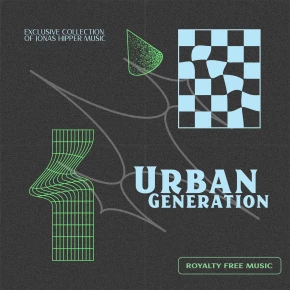 EXCLUSIVE COLLECTION
OF JONAS HIPPER MUSIC
URBAN
GENERATION
ROYALTY FREE MUSIC